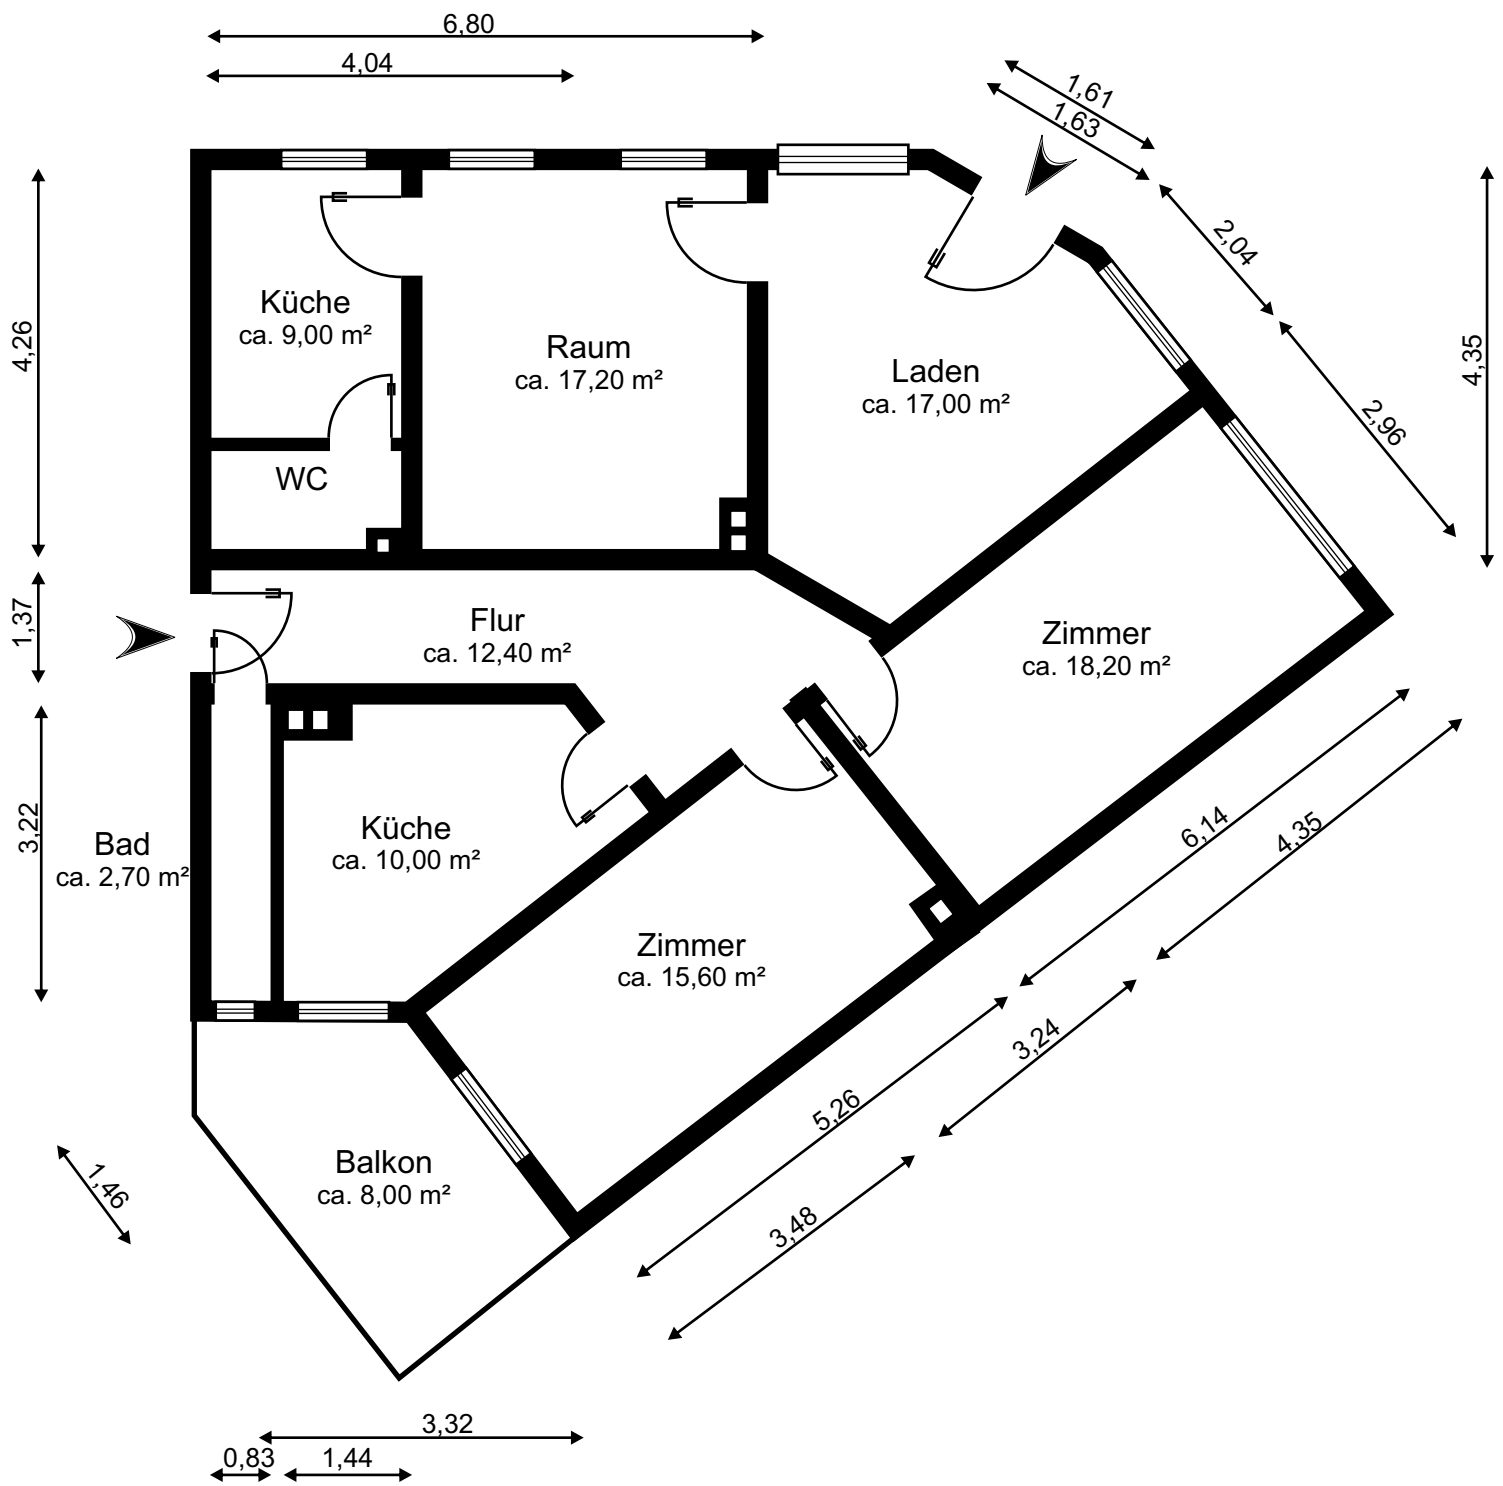 6,80
4,04
1,61
1,63
2,04
2,96
4,35
4,26
Küche
ca. 9,00 m²
Raum
ca. 17,20 m²
Laden
ca. 17,00 m²
WC
1,37
Flur
ca. 12,40 m²
Zimmer
ca. 18,20 m²
3,22
Bad
ca. 2,70 m²
Küche
ca. 10,00 m²
6,14
4,35
Zimmer
ca. 15,60 m²
3,24
5,26
3,48
1,46
Balkon
ca. 8,00 m²
3,32
0,83
1,44